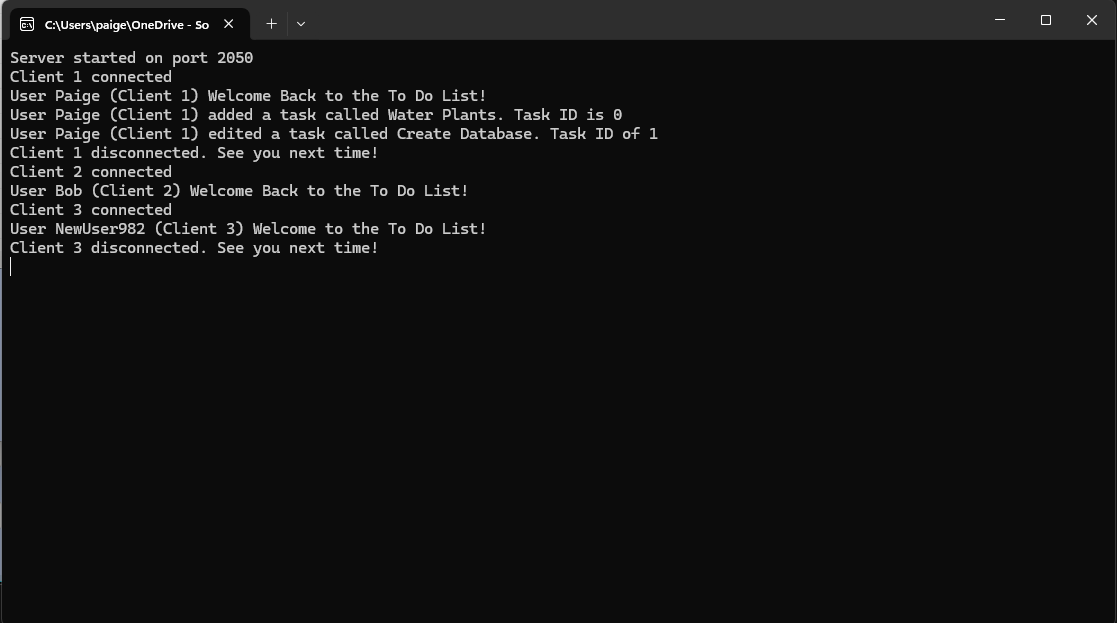 C:\Users\paige\OneDrive - So
Server started on port 2050
Client 1 connected
User Paige (Client 1) Welcome Back to the To Do List!
User Paige (Client 1) added a task called Water Plants. Task ID is 0
User Paige (Client 1) edited a task called Create Database. Task ID of 1
Client 1 disconnected. See you next time!
Client 2 connected
User Bob (Client 2) Welcome Back to the To Do List!
Client 3 connected
User NewUser982 (Client 3) Welcome to the To Do List!
Client 3 disconnected. See you next time!